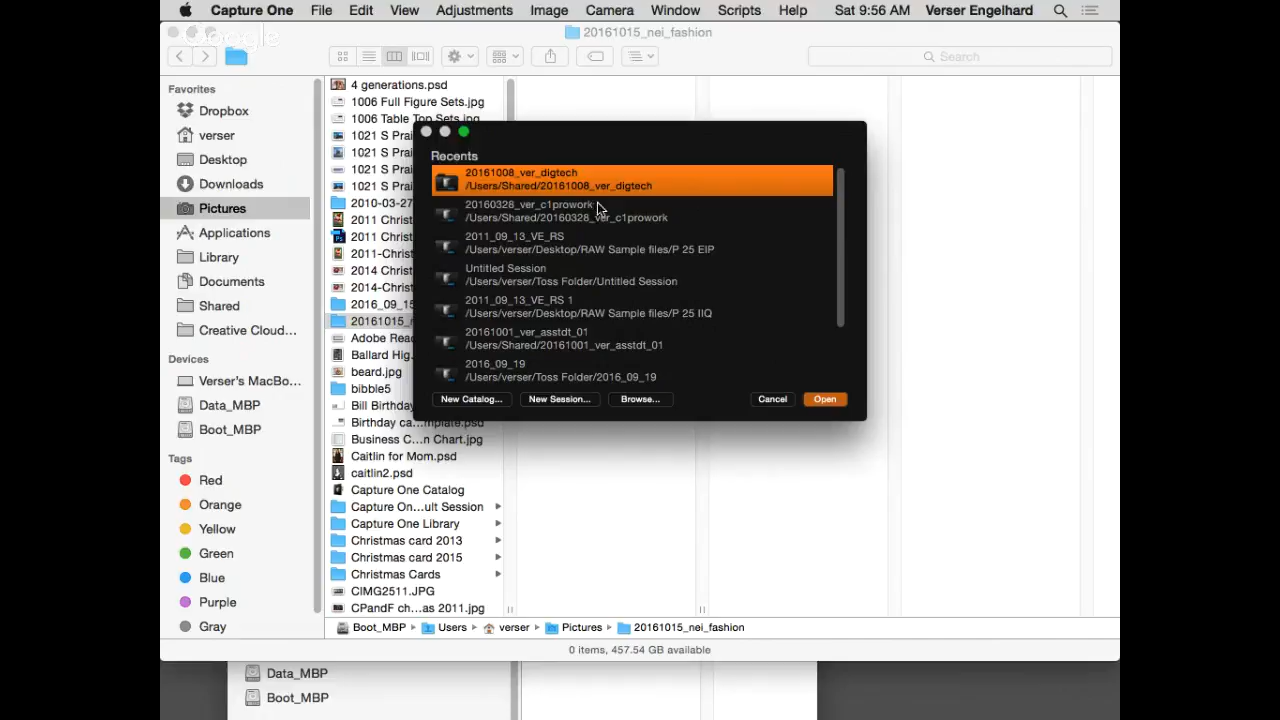 Capture One File Edit View Adjustments Image Camera Window Scripts Help Sat 9:56 AM Verser Engelhard
Google
20161015_nei_fashion
Search
Favorites
Dropbox
verser
Desktop
Downloads
Pictures
Applications
Library
Documents
Shared
Creative Cloud...
Devices
Verser's MacBo...
Data_MBP
Boot_MBP
Tags
Red
Orange
Yellow
Green
Blue
Purple
Gray
4 generations.psd
1006 Full Figure Sets.jpg
1006 Table Top Sets.jpg
1021 S Prai
1021 S Prai
1021 S Prai
1021 S Prai
2010-03-27
2011 Christ
2011 Christ
2011-Christ
2014 Christ
2014-Christ
2016_09_15
20161015_
Adobe Rea
Ballard Hig
beard.jpg
bibble5
Bill Birthday
Birthday ca...mplate.psd
Business C...n Chart.jpg
Caitlin for Mom.psd
caitlin2.psd
Capture One Catalog
Capture On...ult Session
Capture One Library
Christmas card 2013
Christmas card 2015
Christmas Cards
CIMG2511.JPG
CPandF ch...as 2011.jpg
Recents
20161008_ver_digtech
/Users/Shared/20161008_ver_digtech
20160328_ver_c1prowork
/Users/Shared/20160328_ver_c1prowork
2011_09_13_VE_RS
/Users/verser/Desktop/RAW Sample files/P 25 EIP
Untitled Session
/Users/verser/Toss Folder/Untitled Session
2011_09_13_VE_RS 1
/Users/verser/Desktop/RAW Sample files/P 25 IIQ
20161001_ver_asstdt_01
/Users/Shared/20161001_ver_asstdt_01
2016_09_19
/Users/verser/Toss Folder/2016_09_19
New Catalog... New Session... Browse... Cancel Open
Boot_MBP Users verser Pictures 20161015_nei_fashion
0 items, 457.54 GB available
Data_MBP
Boot_MBP